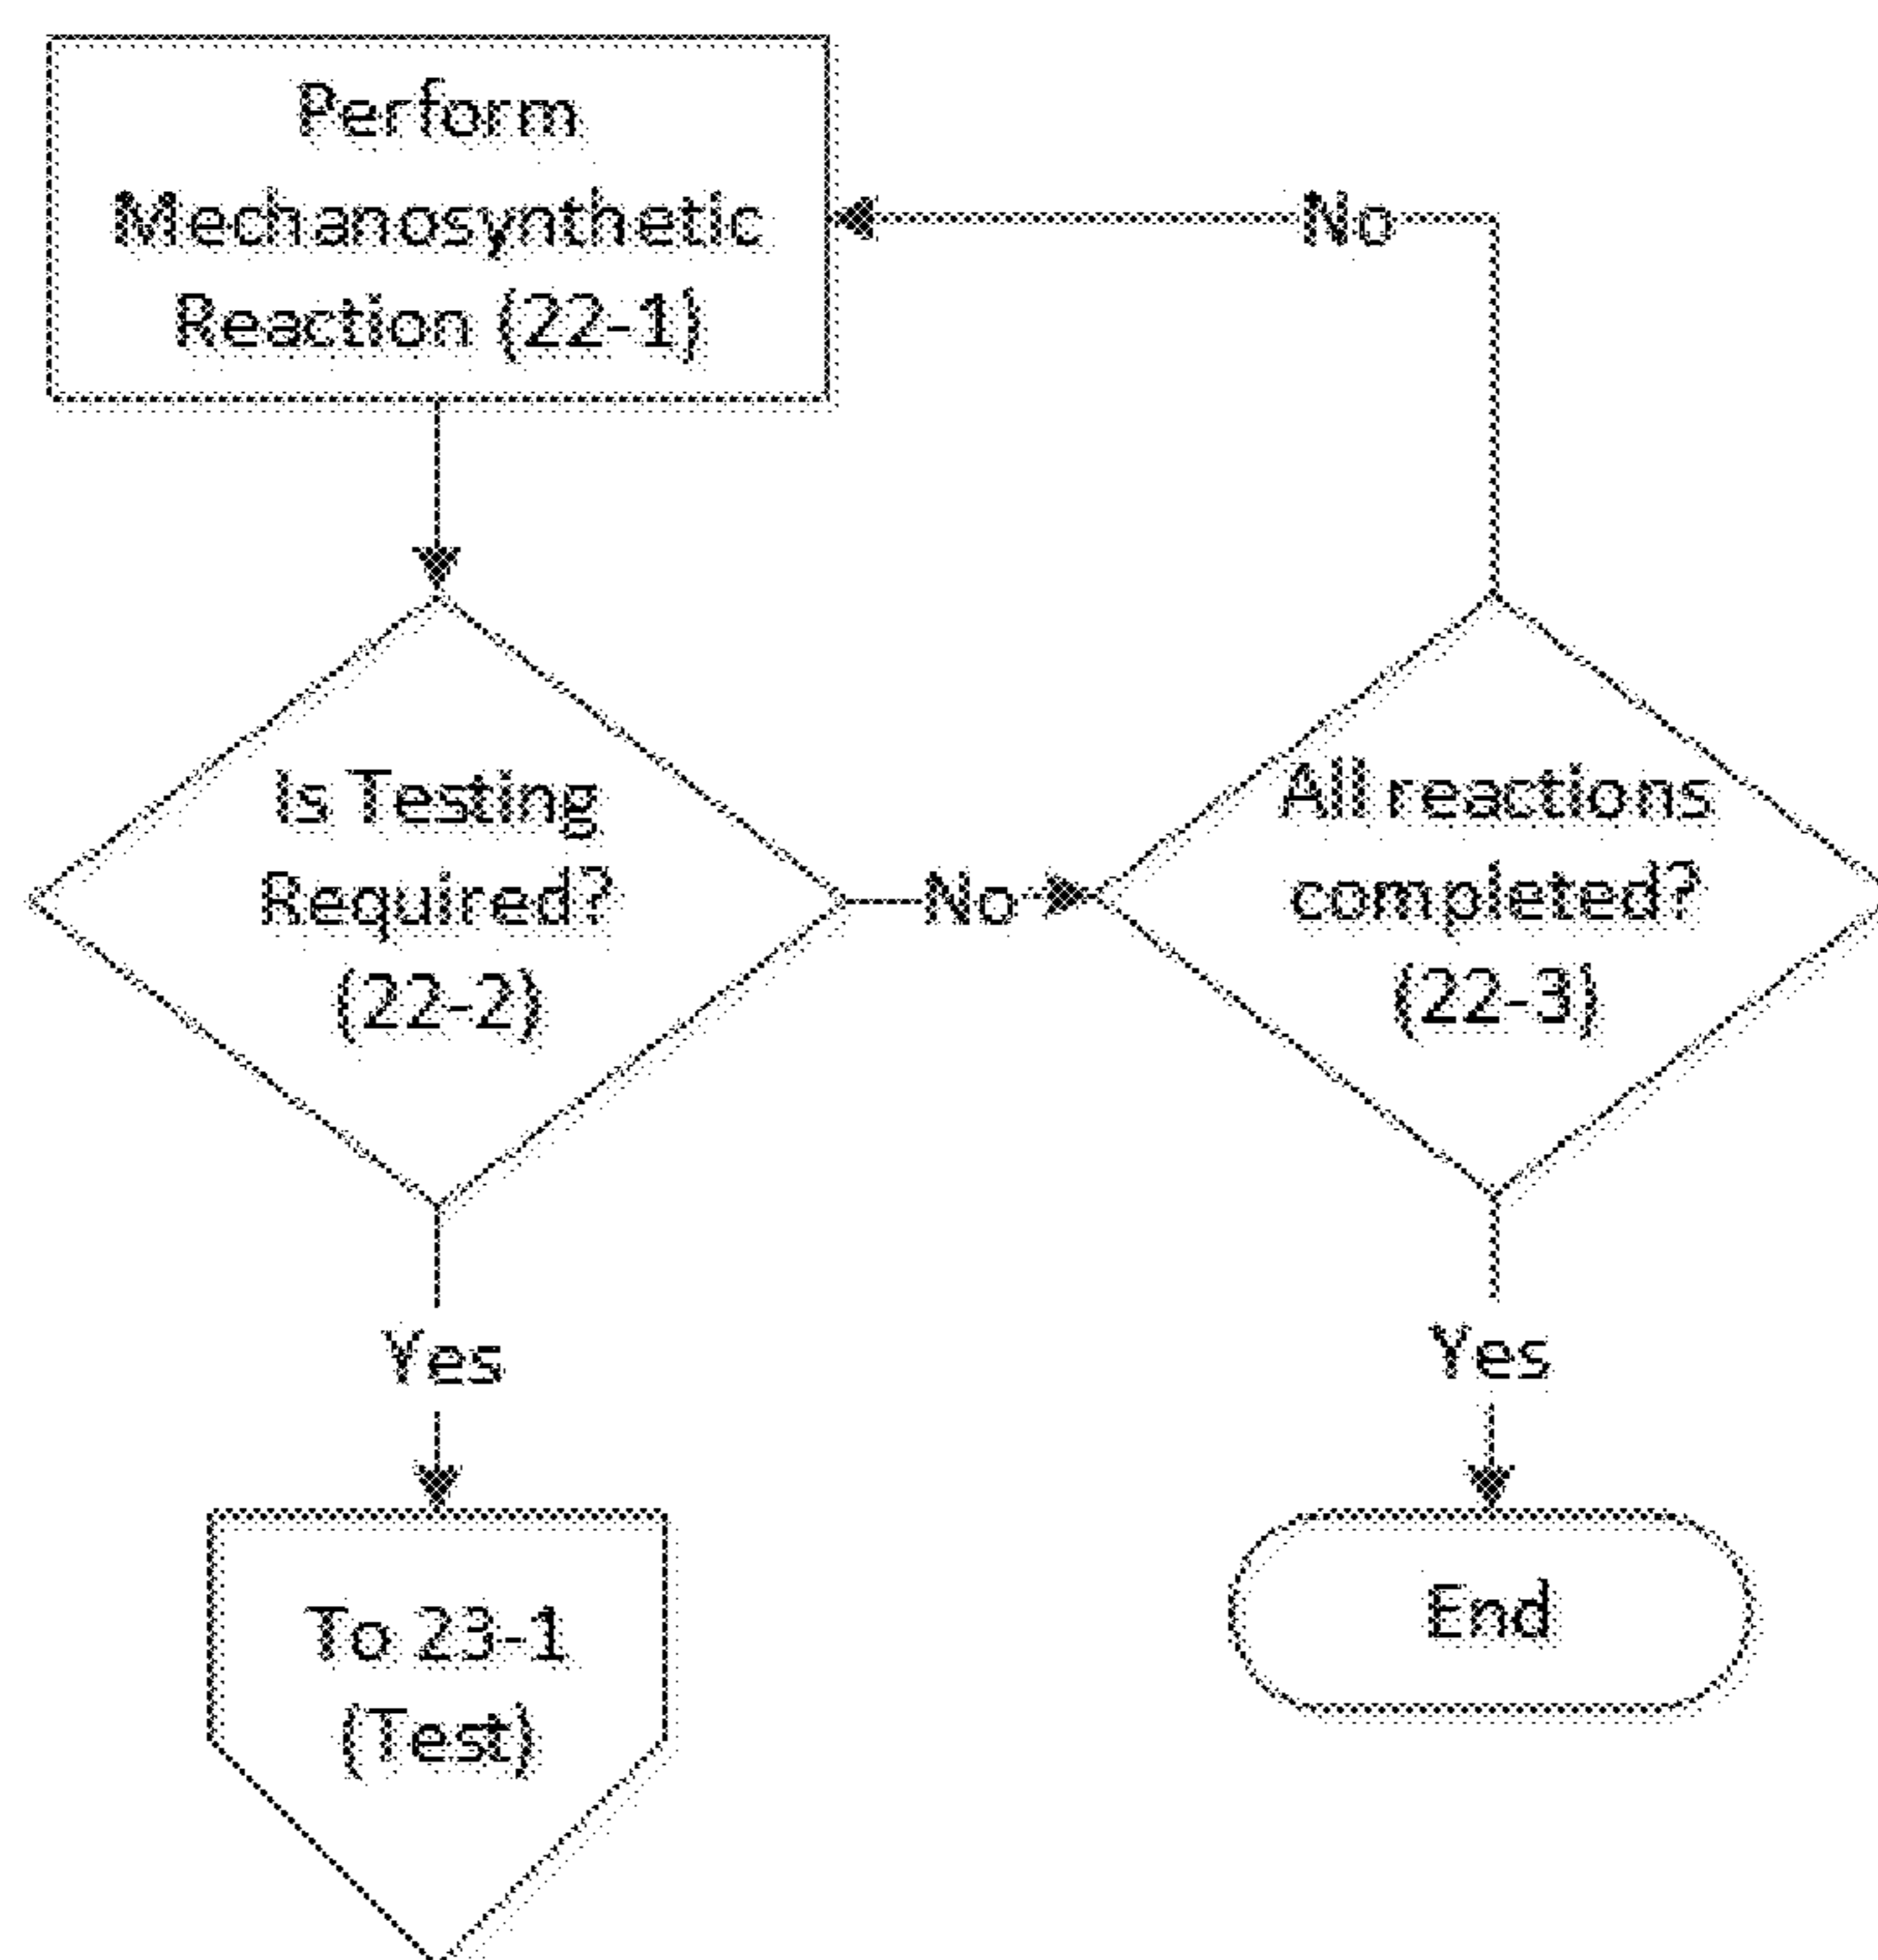 Perform
Mechanosynthetic
Reaction (22-1)
No
Is Testing
Required?
(22-2)
No
All reactions
completed?
(22-3)
Yes
Yes
To 23-1
(Test)
End